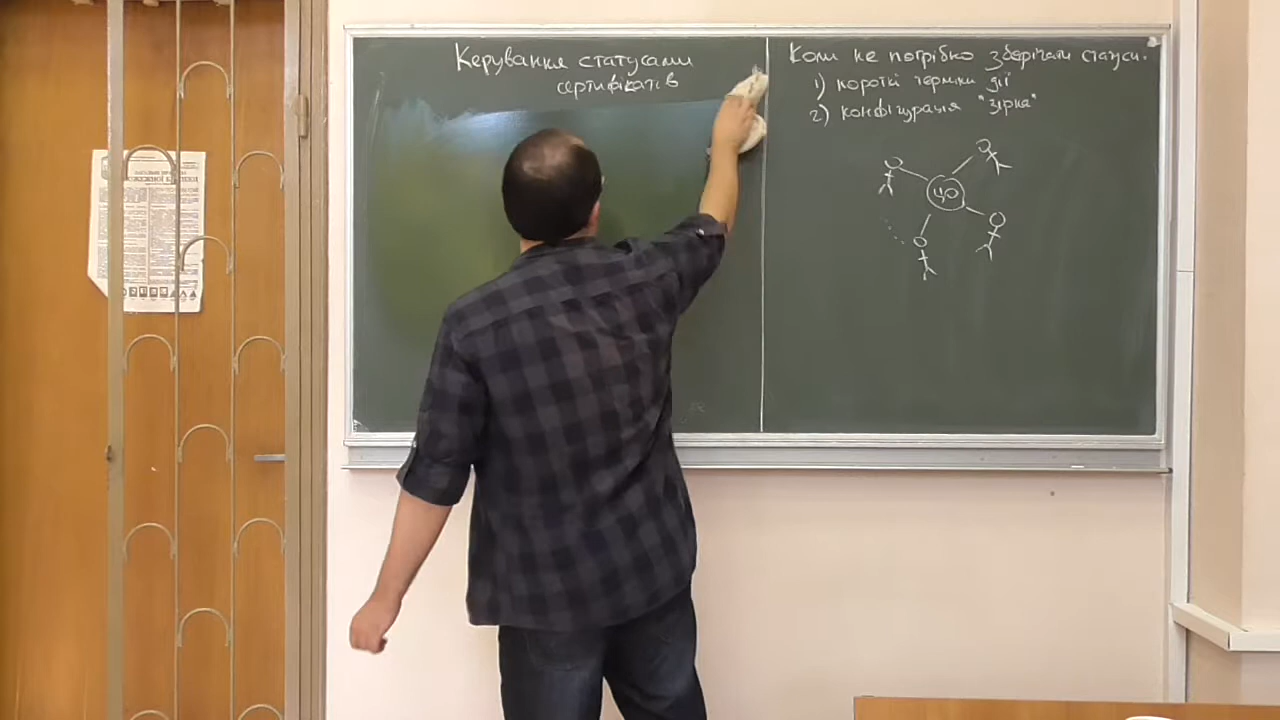 Керування статусами
сертифікатів
Коли не потрібно зберігати статуси.
1) короткі терміни дії
2) конфігурація "зірка"
ЦО